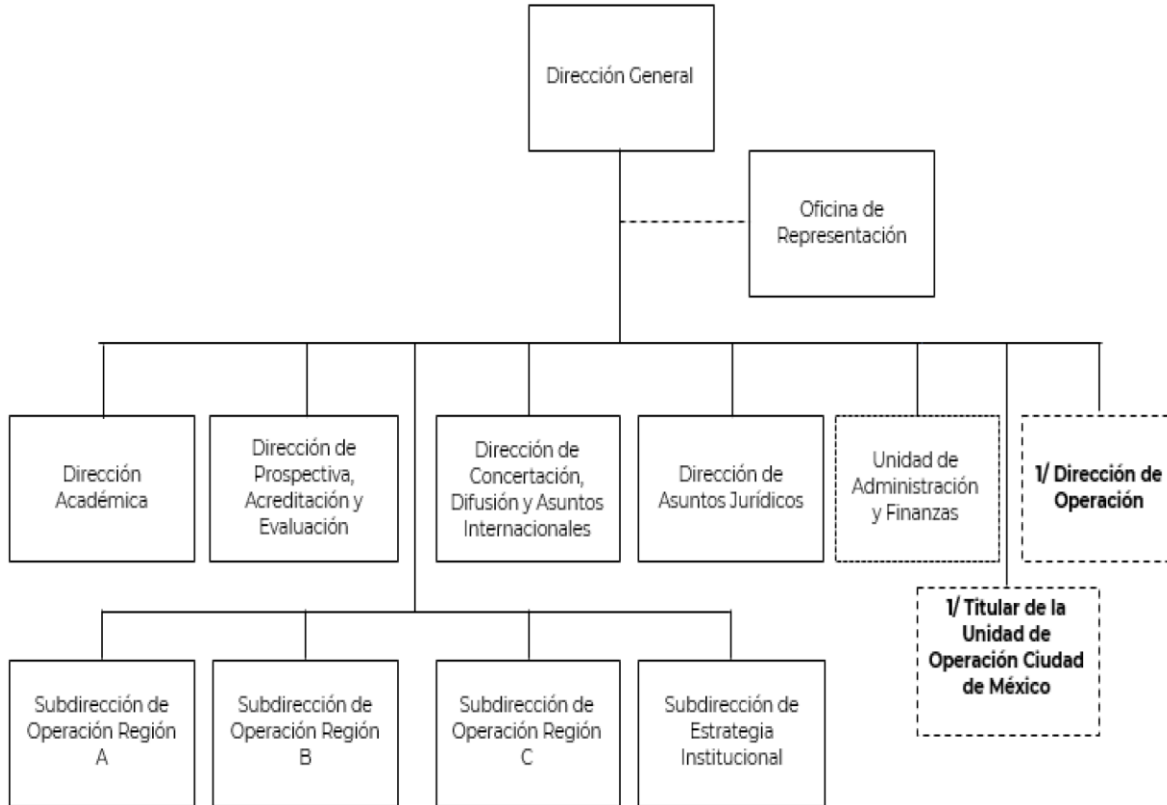 Dirección General
Oficina de
Representación
Dirección
Académica
Dirección de
Prospectiva,
Acreditación y
Evaluación
Dirección de
Concertación,
Difusión y Asuntos
Internacionales
Dirección de
Asuntos Jurídicos
Unidad de
Administración
y Finanzas
1/ Dirección de
Operación
1/ Titular de la
Unidad de
Operación Ciudad
de México
Subdirección de
Operación Región
A
Subdirección de
Operación Región
B
Subdirección de
Operación Región
C
Subdirección de
Estrategia
Institucional